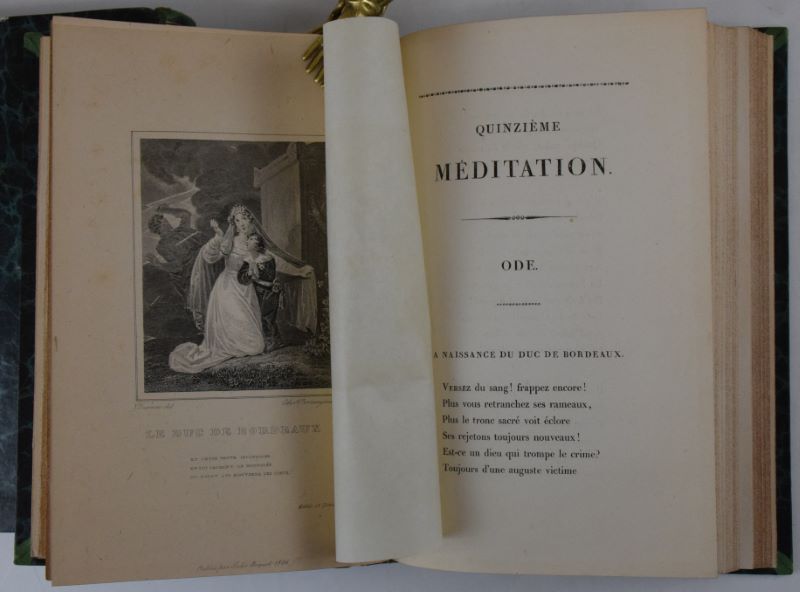 LE DUC DE BORDEAUX
QUINZIÈME
MÉDITATION.
ODE.
A NAISSANCE DU DUC DE BORDEAUX.
VERSEZ du sang! frappez encore!
Plus vous retranchez ses rameaux,
Plus le tronc sacré voit éclore
Ses rejetons toujours nouveaux!
Est-ce un dieu qui trompe le crime?
Toujours d'une auguste victime